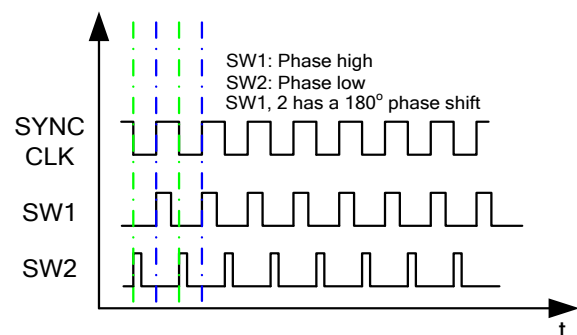 SW1: Phase high
SW2: Phase low
SW1, 2 has a 180° phase shift
SYNC
CLK
SW1
SW2
t